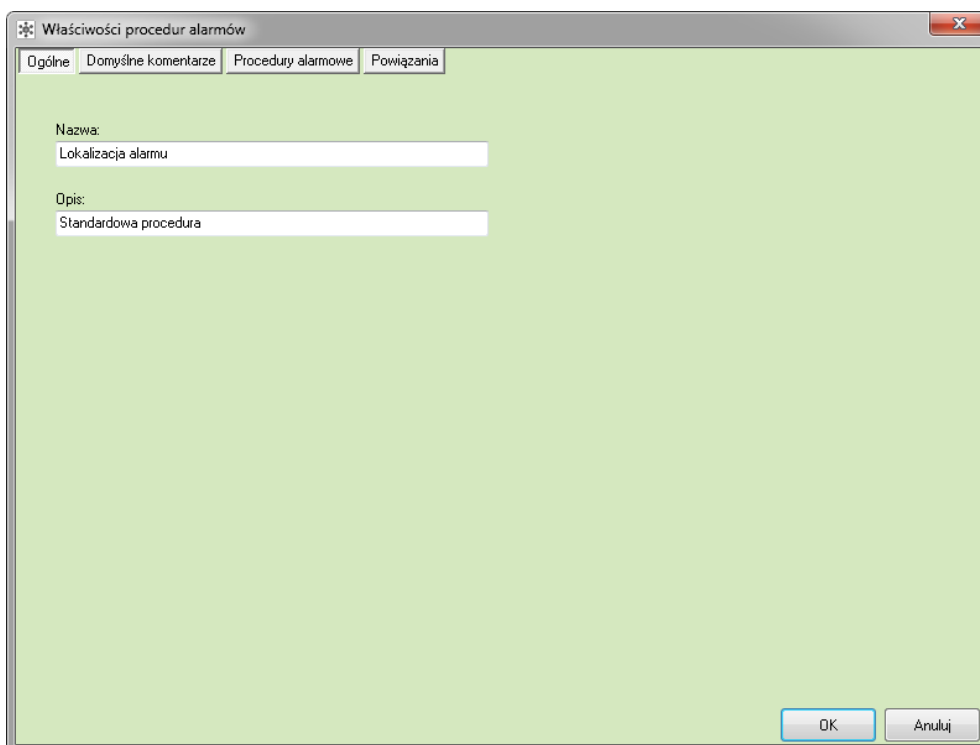 Właściwości procedur alarmów
Ogólne Domyślne komentarze Procedury alarmowe Powiązania
Nazwa:
Lokalizacja alarmu
Opis:
Standardowa procedura
OK Anuluj